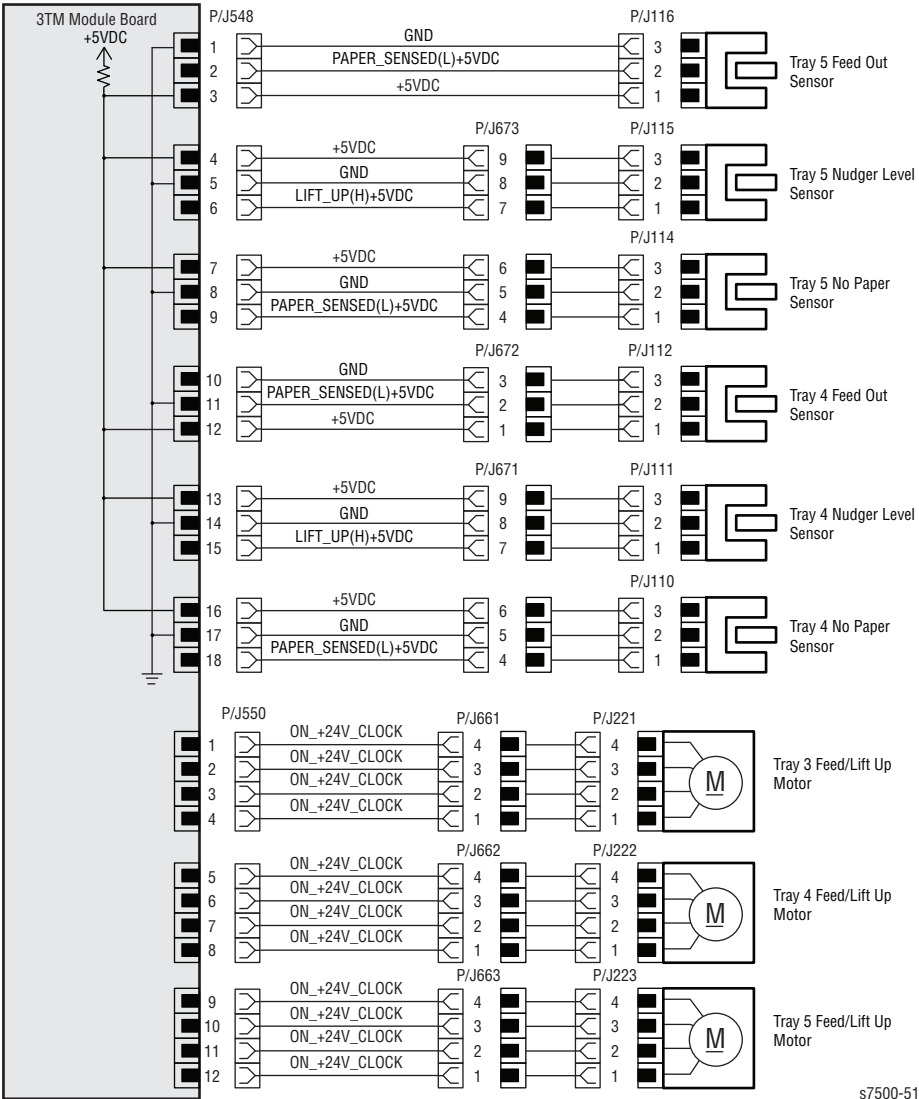 3TM Module Board
+5VDC
P/J548
P/J116
1 GND 3
2 PAPER_SENSED(L)+5VDC 2
3 +5VDC 1
Tray 5 Feed Out
Sensor
P/J673
P/J115
4 +5VDC 9 3
5 GND 8 2
6 LIFT_UP(H)+5VDC 7 1
Tray 5 Nudger Level
Sensor
P/J114
7 +5VDC 6 3
8 GND 5 2
9 PAPER_SENSED(L)+5VDC 4 1
Tray 5 No Paper
Sensor
P/J672
P/J112
10 GND 3 3
11 PAPER_SENSED(L)+5VDC 2 2
12 +5VDC 1 1
Tray 4 Feed Out
Sensor
P/J671
P/J111
13 +5VDC 9 3
14 GND 8 2
15 LIFT_UP(H)+5VDC 7 1
Tray 4 Nudger Level
Sensor
P/J110
16 +5VDC 6 3
17 GND 5 2
18 PAPER_SENSED(L)+5VDC 4 1
Tray 4 No Paper
Sensor
P/J550
P/J661
P/J221
1 ON_+24V_CLOCK 4 4
2 ON_+24V_CLOCK 3 3
3 ON_+24V_CLOCK 2 2
4 ON_+24V_CLOCK 1 1
M
Tray 3 Feed/Lift Up
Motor
P/J662
P/J222
5 ON_+24V_CLOCK 4 4
6 ON_+24V_CLOCK 3 3
7 ON_+24V_CLOCK 2 2
8 ON_+24V_CLOCK 1 1
M
Tray 4 Feed/Lift Up
Motor
P/J663
P/J223
9 ON_+24V_CLOCK 4 4
10 ON_+24V_CLOCK 3 3
11 ON_+24V_CLOCK 2 2
12 ON_+24V_CLOCK 1 1
M
Tray 5 Feed/Lift Up
Motor
s7500-51